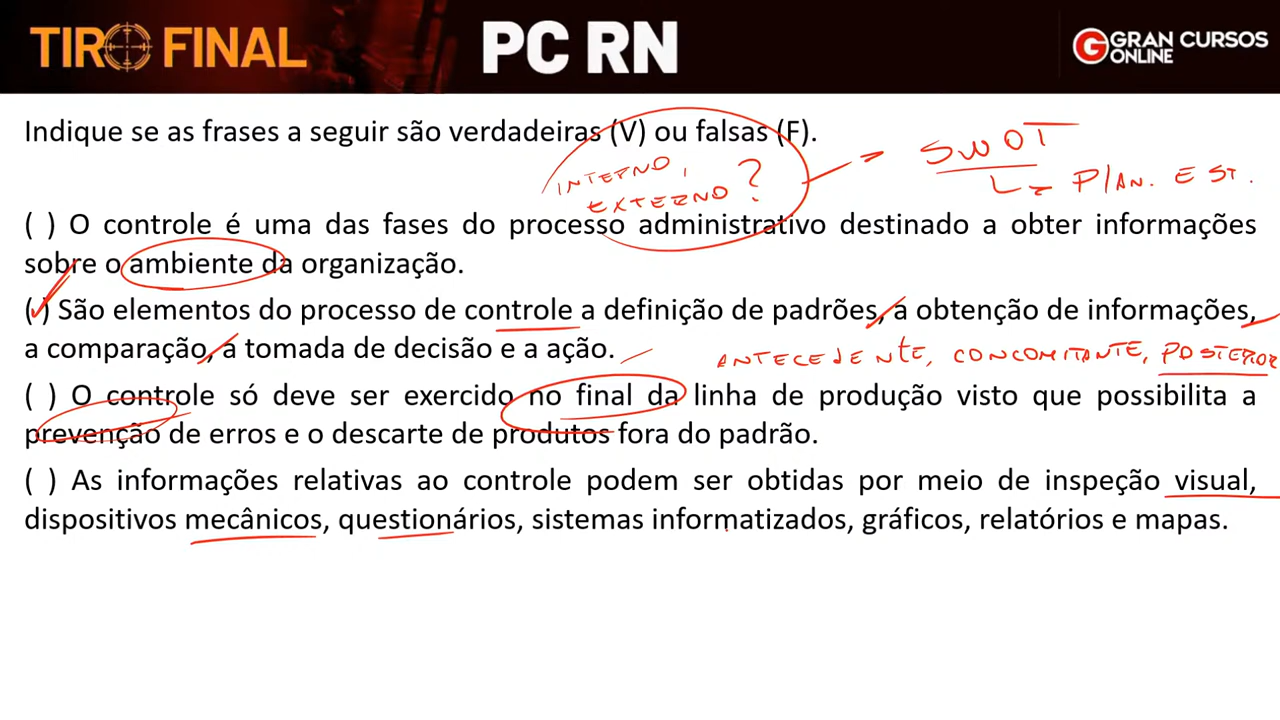 TIRO FINAL
PC RN
GRAN CURSOS
ONLINE
Indique se as frases a seguir são verdadeiras (V) ou falsas (F).
INTERNO,
EXTERNO ?
SWOT
PLAN. EST.
( ) O controle é uma das fases do processo administrativo destinado a obter informações
sobre o ambiente da organização.
( ) São elementos do processo de controle a definição de padrões, a obtenção de informações,
a comparação, a tomada de decisão e a ação.
ANTECEDENTE, CONCOMITANTE, POSTERIOR
( ) O controle só deve ser exercido no final da linha de produção visto que possibilita a
prevenção de erros e o descarte de produtos fora do padrão.
( ) As informações relativas ao controle podem ser obtidas por meio de inspeção visual,
dispositivos mecânicos, questionários, sistemas informatizados, gráficos, relatórios e mapas.